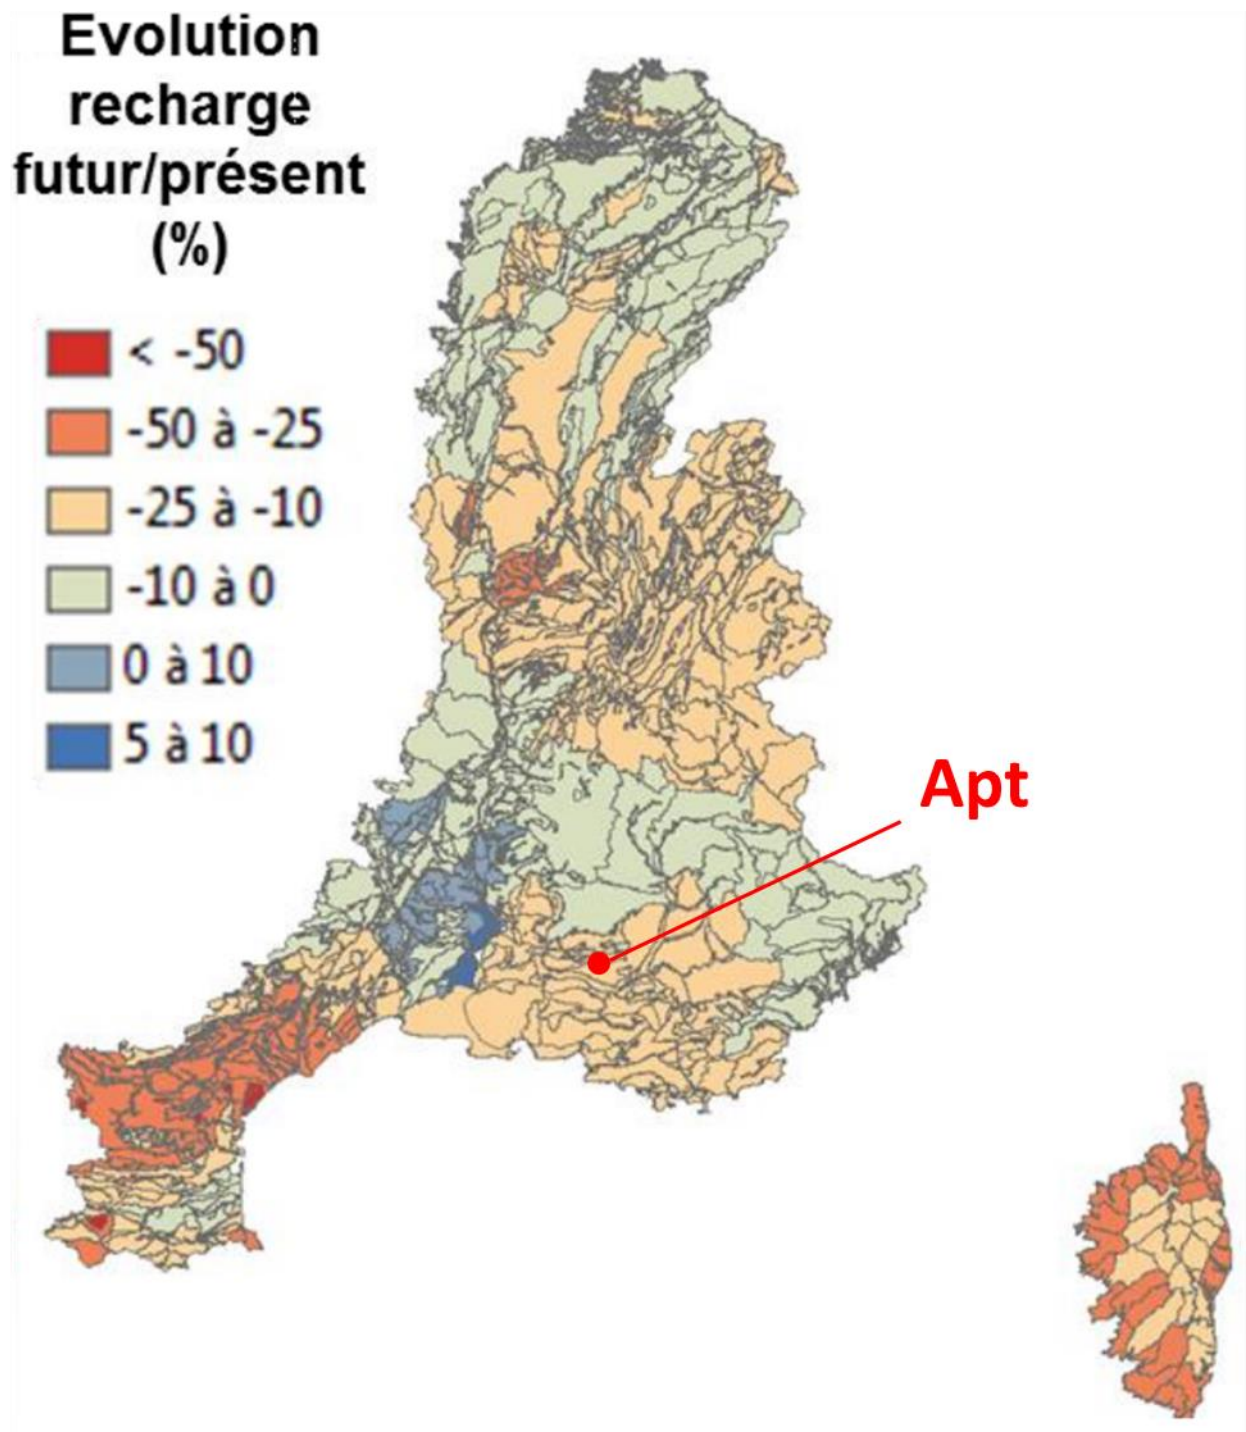 Evolution
recharge
futur/présent
(%)
< -50
-50 à -25
-25 à -10
-10 à 0
0 à 10
5 à 10
Apt